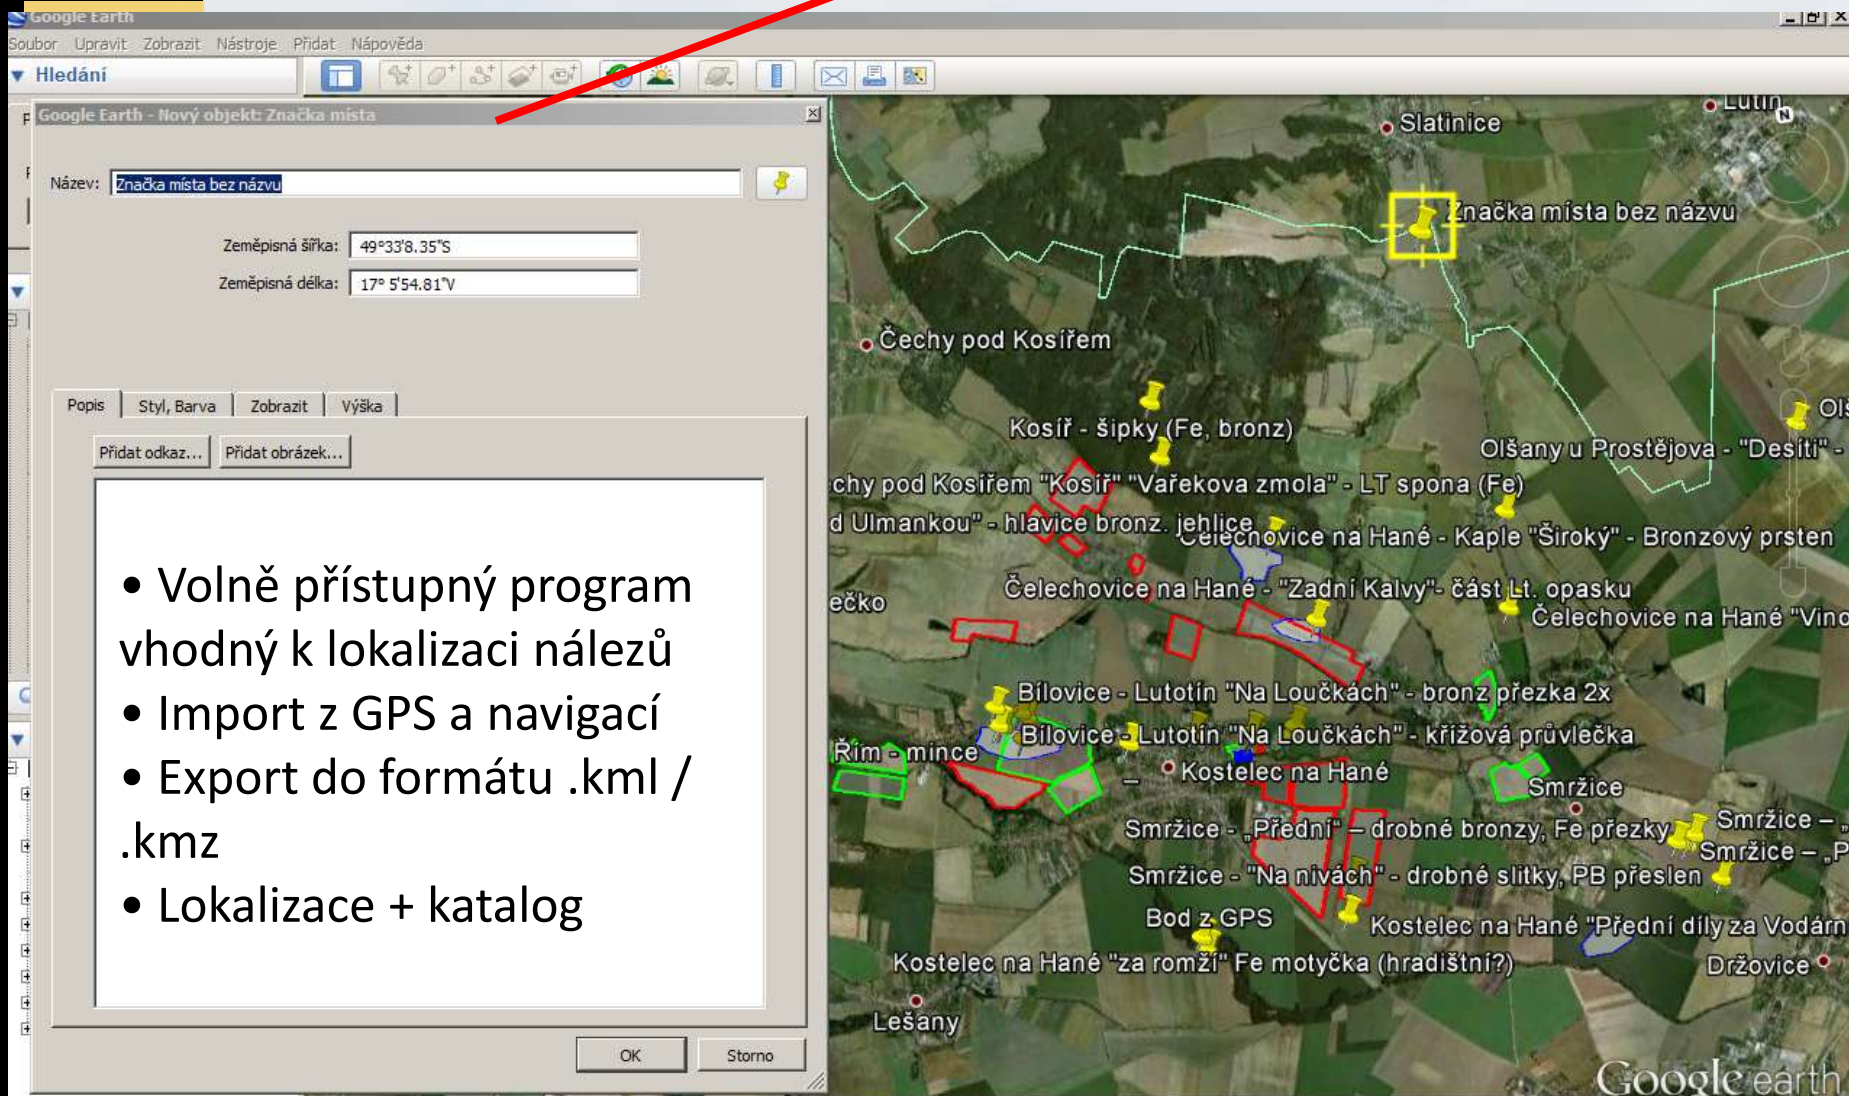 Google Earth
Soubor Upravit Zobrazit Nástroje Přidat Nápověda
Hledání
Google Earth - Nový objekt: Značka místa
Název: Značka místa bez názvu
Zeměpisná šířka: 49°33'8.35"S
Zeměpisná délka: 17° 5'54.81"V
Popis Styl, Barva Zobrazit Výška
Přidat odkaz... Přidat obrázek...
• Volně přístupný program
vhodný k lokalizaci nálezů
• Import z GPS a navigací
• Export do formátu .kml /
.kmz
• Lokalizace + katalog
OK Storno
Lutín
N
Slatinice
Značka místa bez názvu
Čechy pod Kosířem
Olš
Kosíř - šipky (Fe, bronz)
Olšany u Prostějova - "Desíti" -
chy pod Kosířem "Kosíř" "Vařekova zmola" - LT spona (Fe)
d Ulmankou" - hlavice bronz. jehlice
Čelechovice na Hané - Kaple "Široký" - Bronzový prsten
Čelechovice na Hané - "Zadní Kalvy"- část Lt. opasku
ečko
Čelechovice na Hané "Vino
Bílovice - Lutotín "Na Loučkách" - bronz přezka 2x
Bílovice - Lutotín "Na Loučkách" - křížová průvlečka
Řím - mince
Kostelec na Hané
Smržice
Smržice - „Přední“ – drobné bronzy, Fe přezky
Smržice – „
Smržice – „P
Smržice - "Na nivách" - drobné slitky, PB přeslen
Bod z GPS
Kostelec na Hané "Přední díly za Vodárn
Kostelec na Hané "za romží" Fe motyčka (hradištní?)
Držovice
Lešany
Google earth